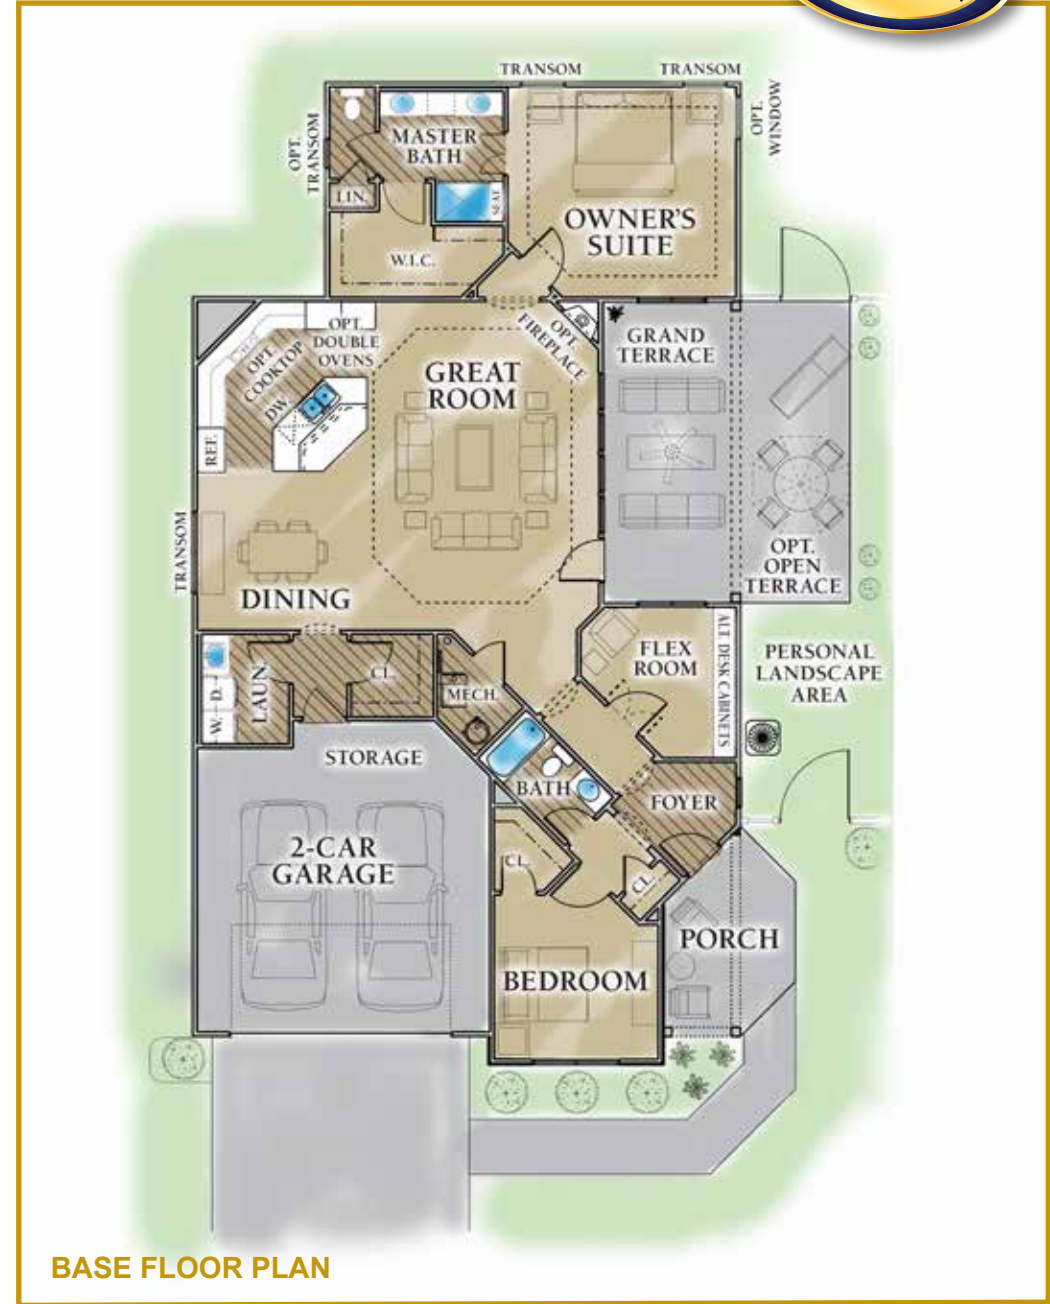 TRANSOM
TRANSOM
OPT.
WINDOW
OPT.
TRANSOM
MASTER
BATH
LIN.
SEAT
OWNER'S
SUITE
W.I.C.
OPT.
DOUBLE
OVENS
OPT.
COOKTOP
DW
REF.
OPT.
FIREPLACE
GREAT
ROOM
GRAND
TERRACE
OPT.
OPEN
TERRACE
TRANSOM
DINING
FLEX
ROOM
ALT. DESK CABINETS
PERSONAL
LANDSCAPE
AREA
LAUN.
W. D.
CL.
MECH.
STORAGE
BATH
FOYER
2-CAR
GARAGE
CL.
CL.
PORCH
BEDROOM
BASE FLOOR PLAN